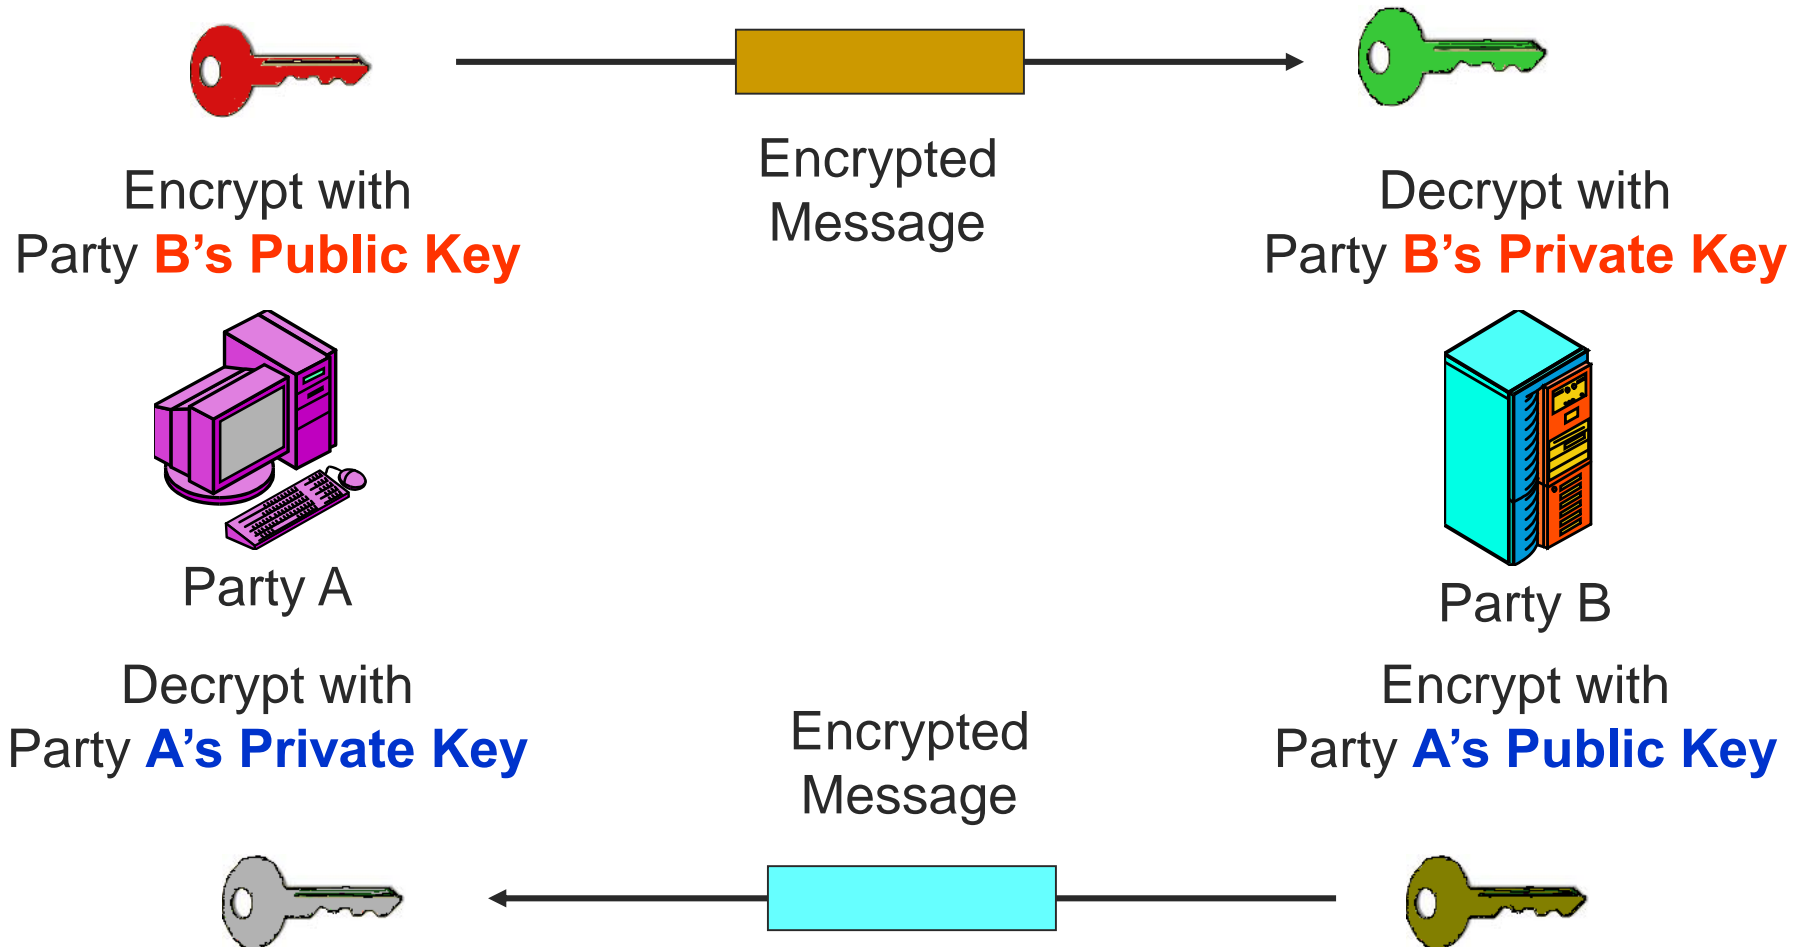 Encrypt with
Party B’s Public Key
Encrypted
Message
Decrypt with
Party B’s Private Key
Party A
Party B
Decrypt with
Party A’s Private Key
Encrypted
Message
Encrypt with
Party A’s Public Key